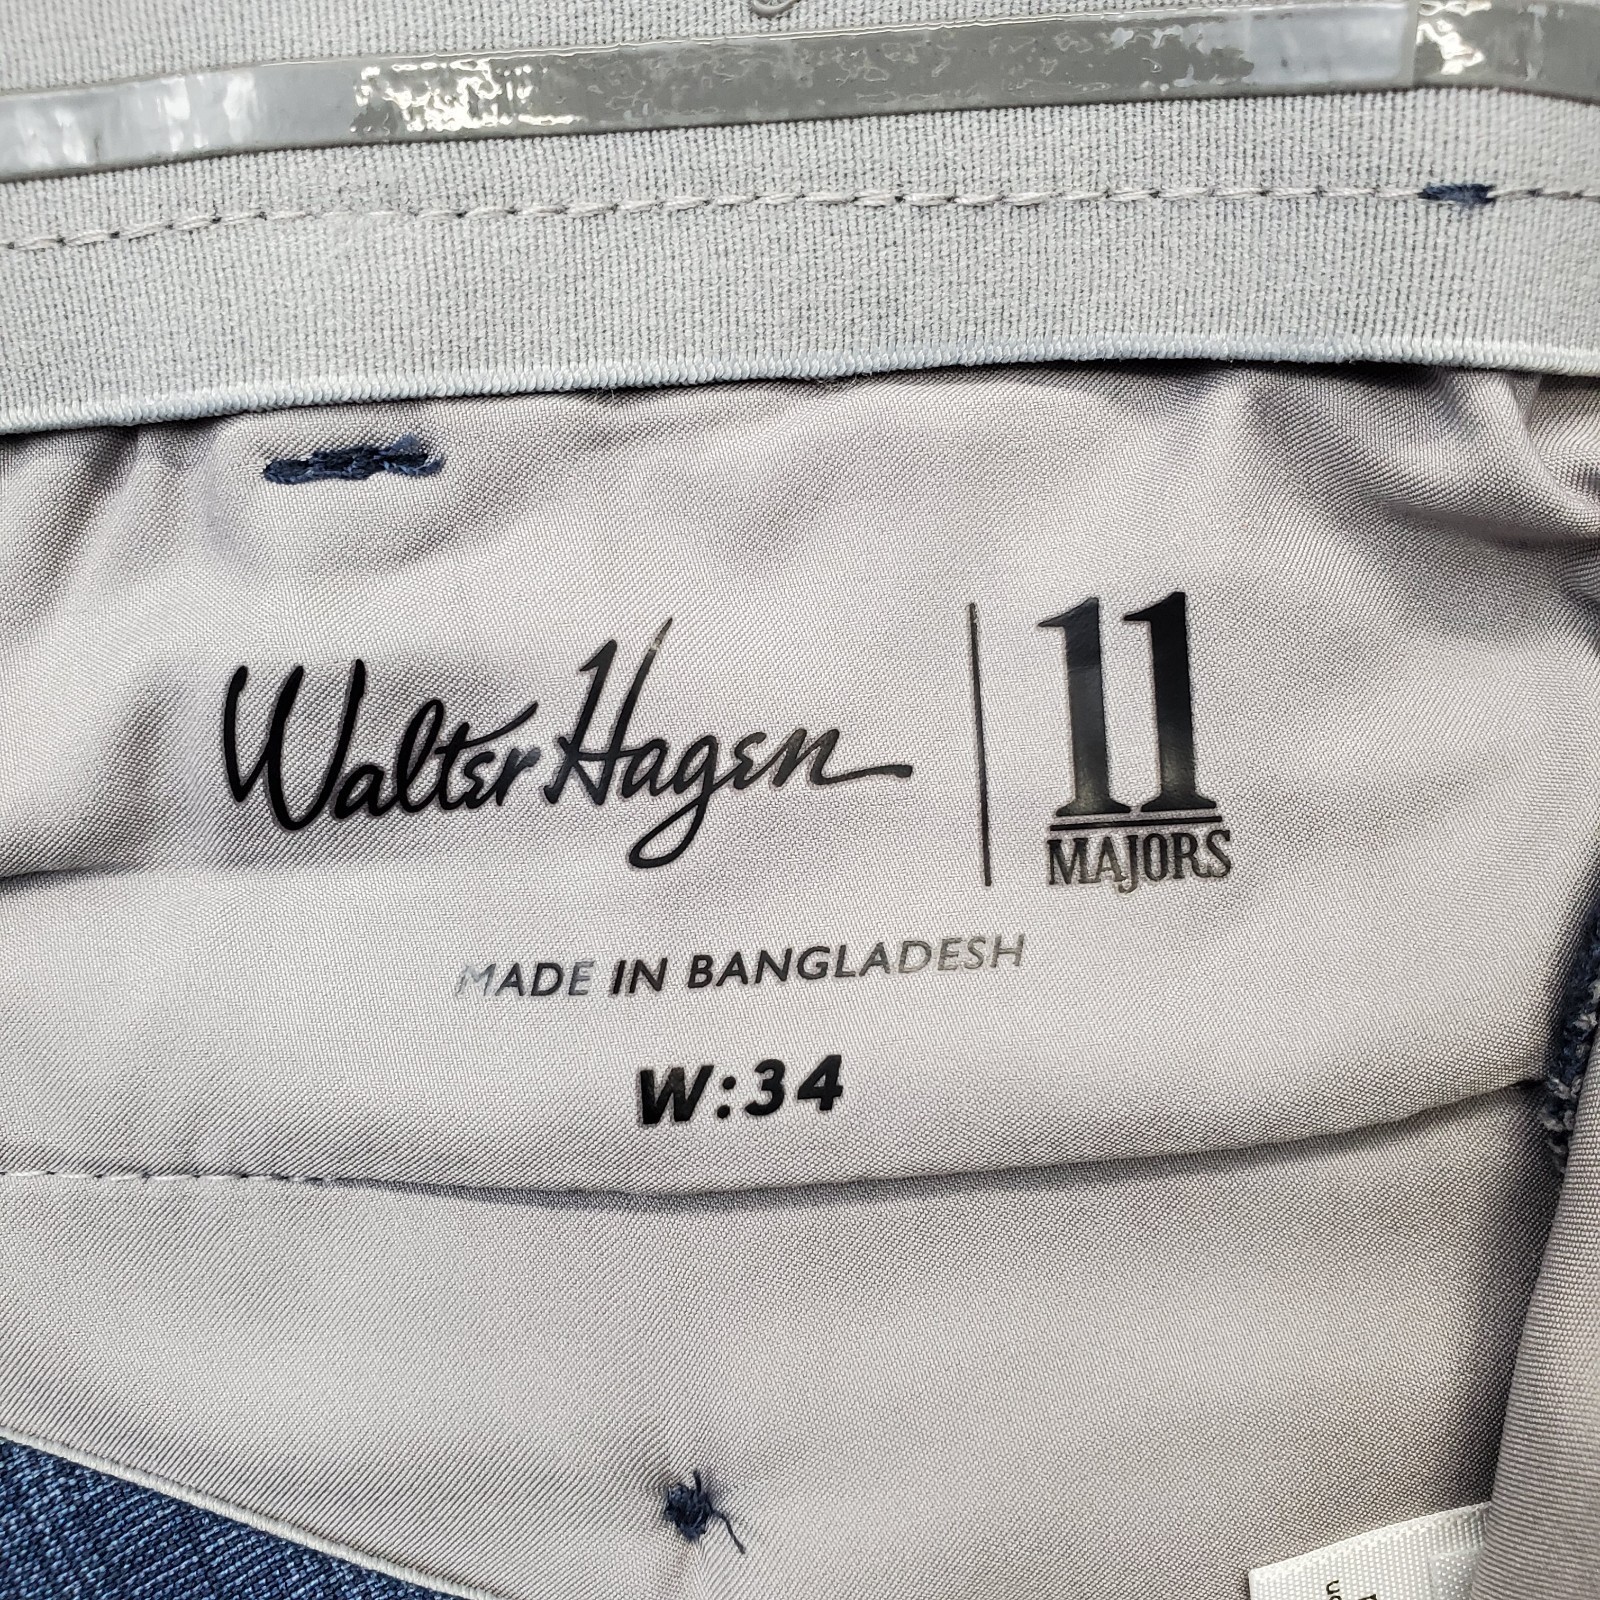 Walter Hagen
11
MAJORS
MADE IN BANGLADESH
W:34